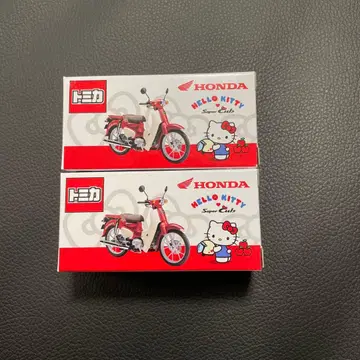 トミカ
HONDA
HELLO KITTY
Super Cub
トミカ
HONDA
HELLO KITTY
Super Cub